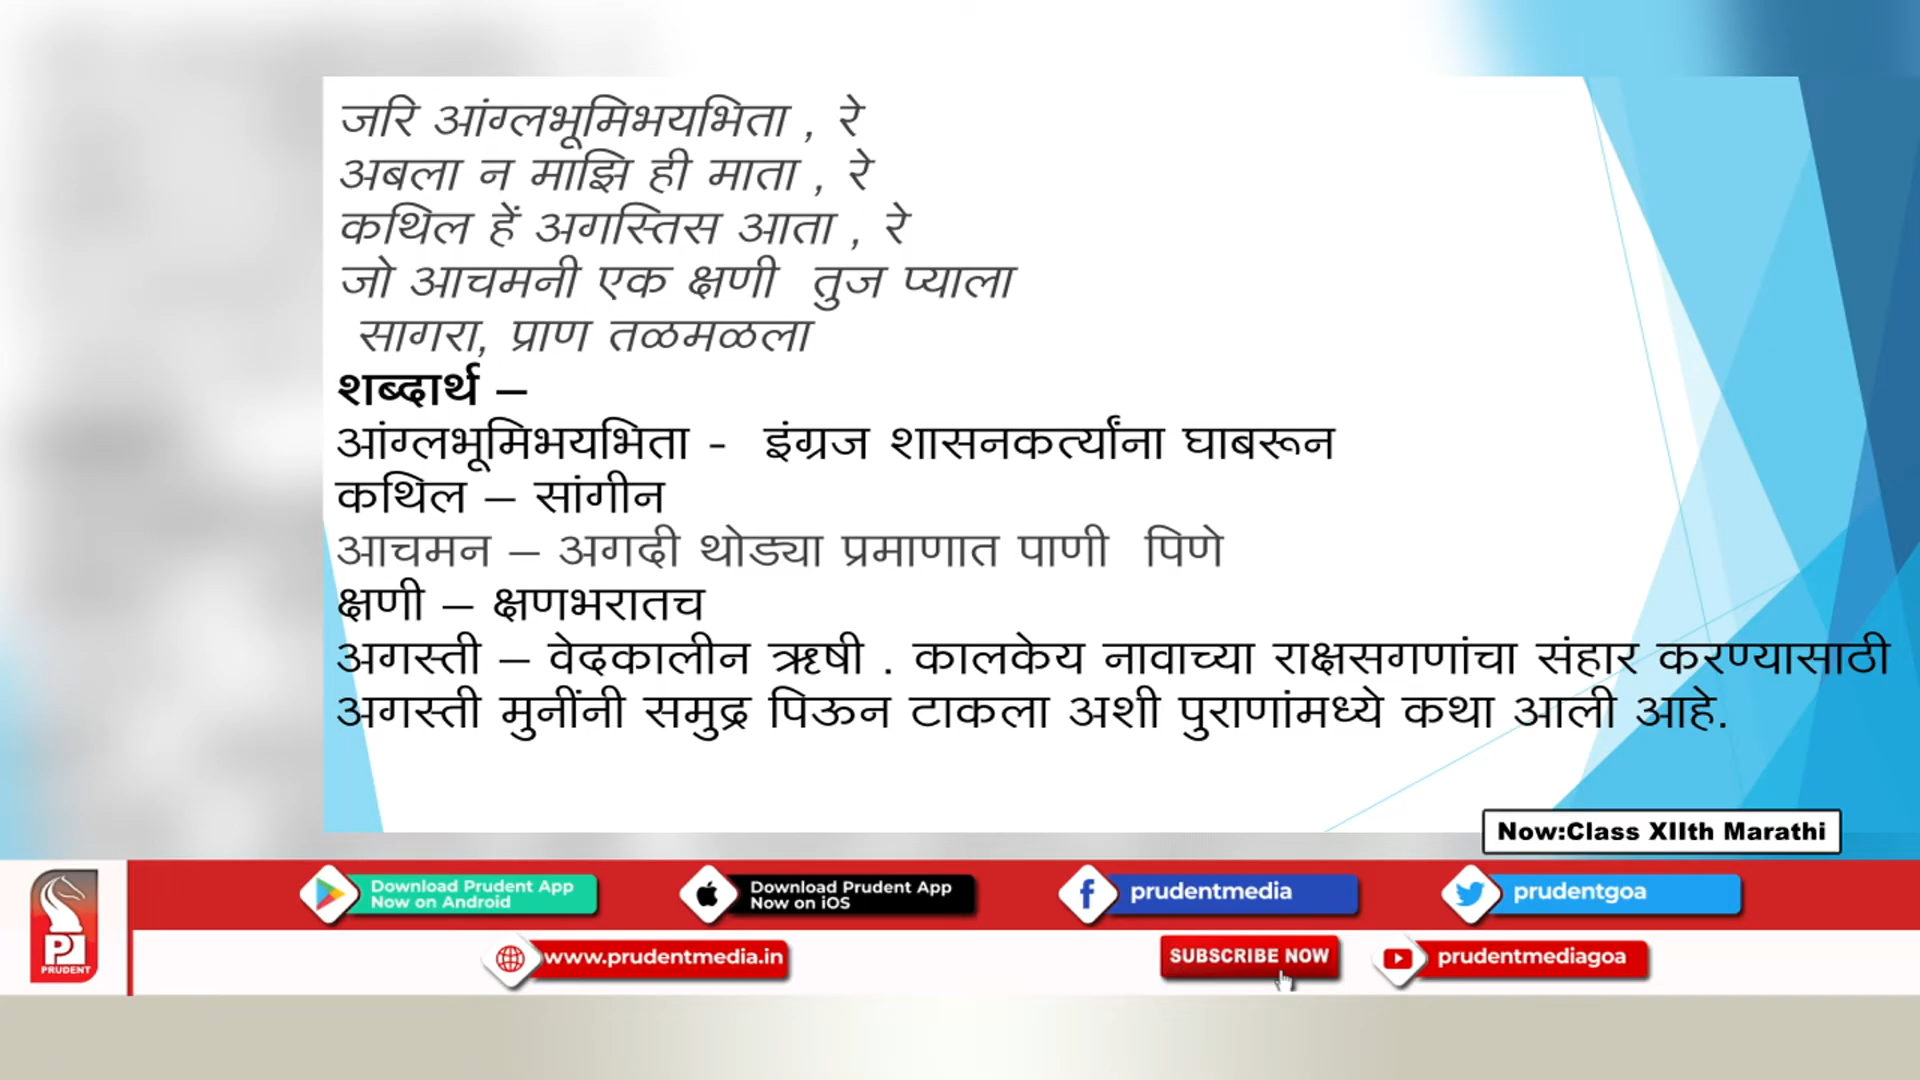 जरि आंग्लभूमिभयभिता , रे
अबला न माझि ही माता , रे
कथिल हें अगस्तिस आता , रे
जो आचमनी एक क्षणी तुज प्याला
सागरा, प्राण तळमळला
शब्दार्थ –
आंग्लभूमिभयभिता - इंग्रज शासनकर्त्यांना घाबरून
कथिल – सांगीन
आचमन – अगदी थोड्या प्रमाणात पाणी पिणे
क्षणी – क्षणभरातच
अगस्ती – वेदकालीन ऋषी . कालकेय नावाच्या राक्षसगणांचा संहार करण्यासाठी
अगस्ती मुनींनी समुद्र पिऊन टाकला अशी पुराणांमध्ये कथा आली आहे.
Now:Class XIIth Marathi
Download Prudent App
Now on Android
Download Prudent App
Now on iOS
prudentmedia
prudentgoa
www.prudentmedia.in
SUBSCRIBE NOW
prudentmediagoa
P
PRUDENT